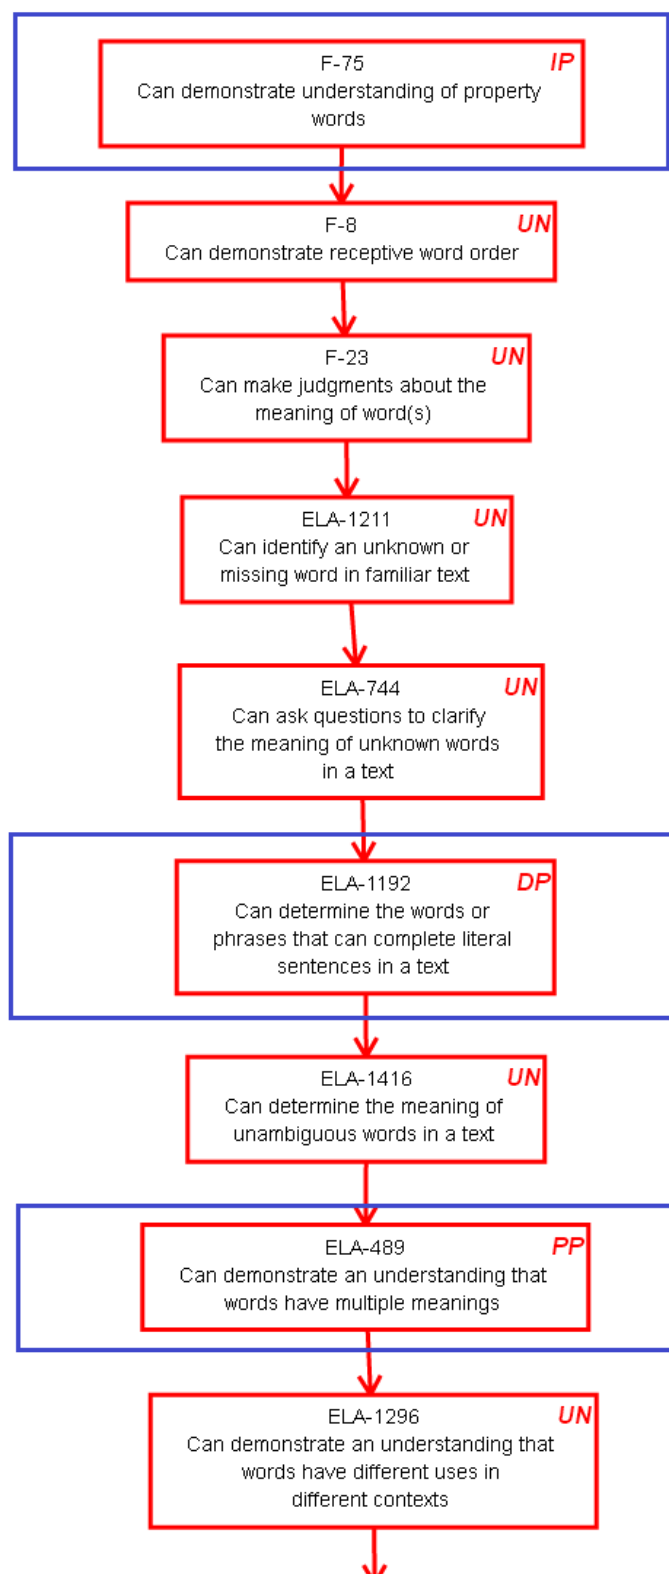 F-75 IP
Can demonstrate understanding of property
words
F-8 UN
Can demonstrate receptive word order
F-23 UN
Can make judgments about the
meaning of word(s)
ELA-1211 UN
Can identify an unknown or
missing word in familiar text
ELA-744 UN
Can ask questions to clarify
the meaning of unknown words
in a text
ELA-1192 DP
Can determine the words or
phrases that can complete literal
sentences in a text
ELA-1416 UN
Can determine the meaning of
unambiguous words in a text
ELA-489 PP
Can demonstrate an understanding that
words have multiple meanings
ELA-1296 UN
Can demonstrate an understanding that
words have different uses in
different contexts